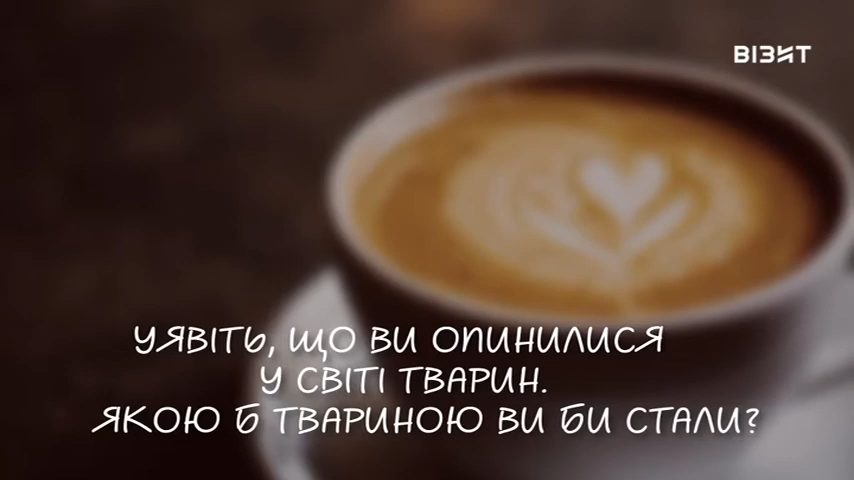 ВІЗИТ
УЯВІТЬ, ЩО ВИ ОПИНИЛИСЯ
У СВІТІ ТВАРИН.
ЯКОЮ Б ТВАРИНОЮ ВИ БИ СТАЛИ?